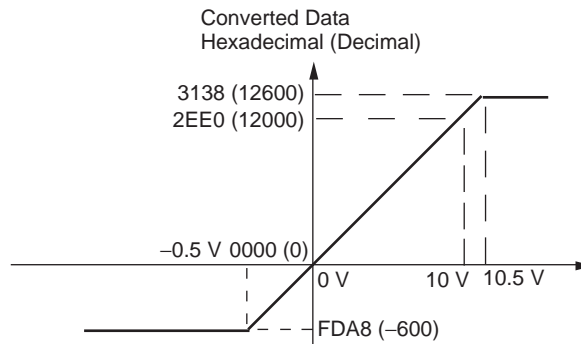 Converted Data
Hexadecimal (Decimal)
3138 (12600)
2EE0 (12000)
−0.5 V 0000 (0)
0 V
10 V
10.5 V
FDA8 (−600)